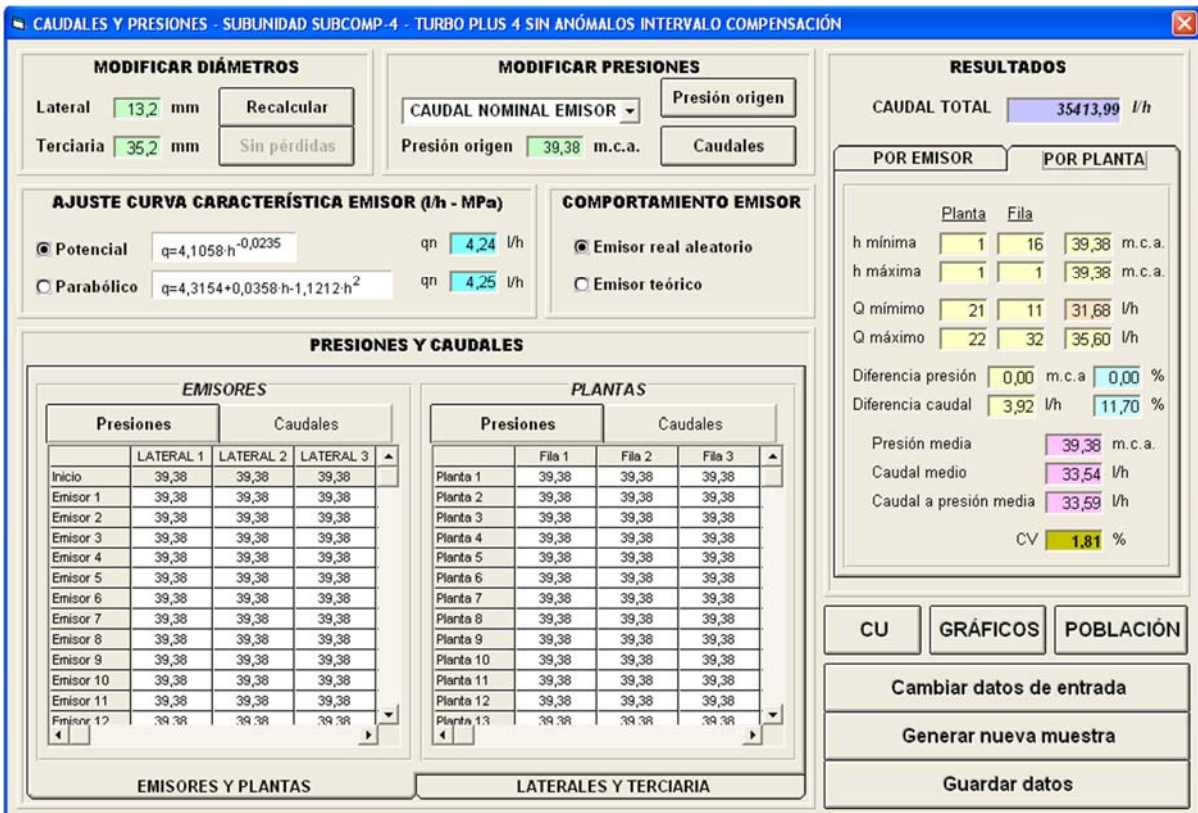 CAUDALES Y PRESIONES - SUBUNIDAD SUBCOMP-4 - TURBO PLUS 4 SIN ANÓMALOS INTERVALO COMPENSACIÓN
MODIFICAR DIÁMETROS
Lateral 13,2 mm Recalcular
Terciaria 35,2 mm Sin pérdidas
MODIFICAR PRESIONES
CAUDAL NOMINAL EMISOR Presión origen
Presión origen 39,38 m.c.a. Caudales
AJUSTE CURVA CARACTERÍSTICA EMISOR (l/h - MPa)
Potencial q=4,1058·h-0,0235 qn 4,24 l/h
Parabólico q=4,3154+0,0358·h-1,1212·h2 qn 4,25 l/h
COMPORTAMIENTO EMISOR
Emisor real aleatorio
Emisor teórico
PRESIONES Y CAUDALES
EMISORES
Presiones Caudales
LATERAL 1 LATERAL 2 LATERAL 3
Inicio 39,38 39,38 39,38
Emisor 1 39,38 39,38 39,38
Emisor 2 39,38 39,38 39,38
Emisor 3 39,38 39,38 39,38
Emisor 4 39,38 39,38 39,38
Emisor 5 39,38 39,38 39,38
Emisor 6 39,38 39,38 39,38
Emisor 7 39,38 39,38 39,38
Emisor 8 39,38 39,38 39,38
Emisor 9 39,38 39,38 39,38
Emisor 10 39,38 39,38 39,38
Emisor 11 39,38 39,38 39,38
Emisor 12 39,38 39,38 39,38
PLANTAS
Presiones Caudales
Fila 1 Fila 2 Fila 3
Planta 1 39,38 39,38 39,38
Planta 2 39,38 39,38 39,38
Planta 3 39,38 39,38 39,38
Planta 4 39,38 39,38 39,38
Planta 5 39,38 39,38 39,38
Planta 6 39,38 39,38 39,38
Planta 7 39,38 39,38 39,38
Planta 8 39,38 39,38 39,38
Planta 9 39,38 39,38 39,38
Planta 10 39,38 39,38 39,38
Planta 11 39,38 39,38 39,38
Planta 12 39,38 39,38 39,38
Planta 13 39,38 39,38 39,38
EMISORES Y PLANTAS LATERALES Y TERCIARIA
RESULTADOS
CAUDAL TOTAL 35413,99 l/h
POR EMISOR POR PLANTA
Planta Fila
h mínima 1 16 39,38 m.c.a.
h máxima 1 1 39,38 m.c.a.
Q mímimo 21 11 31,68 l/h
Q máximo 22 32 35,60 l/h
Diferencia presión 0,00 m.c.a 0,00 %
Diferencia caudal 3,92 l/h 11,70 %
Presión media 39,38 m.c.a.
Caudal medio 33,54 l/h
Caudal a presión media 33,59 l/h
CV 1,81 %
CU GRÁFICOS POBLACIÓN
Cambiar datos de entrada
Generar nueva muestra
Guardar datos